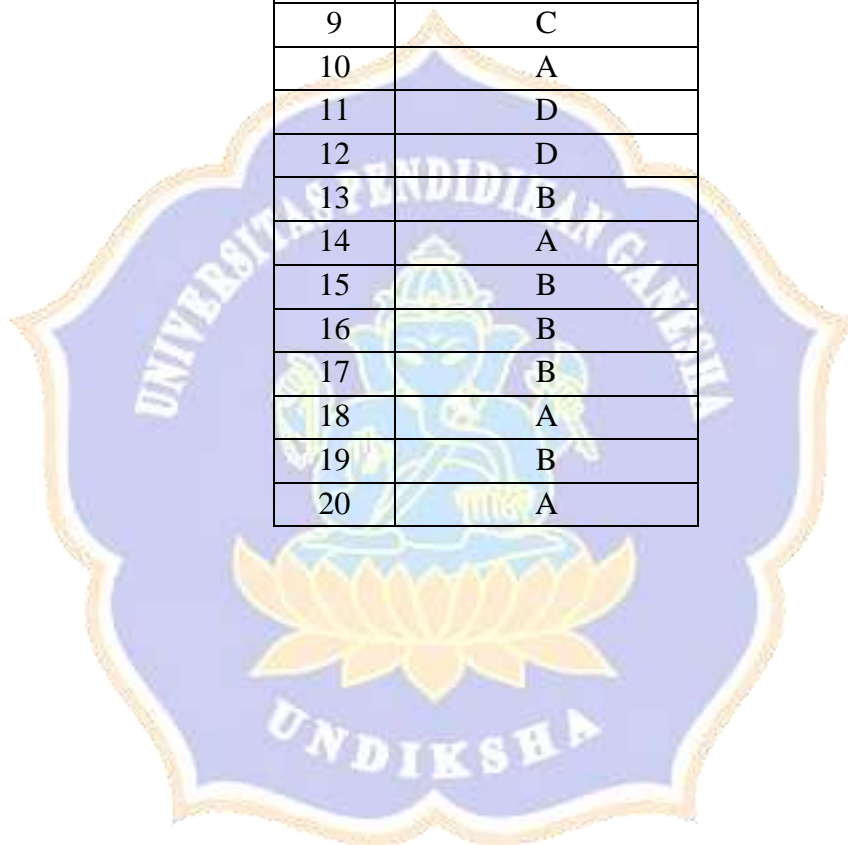 9 C
10 A
11 D
12 D
13 B
14 A
15 B
16 B
17 B
18 A
19 B
20 A
UNIVERSITAS PENDIDIKAN GANESHA
UNDIKSHA